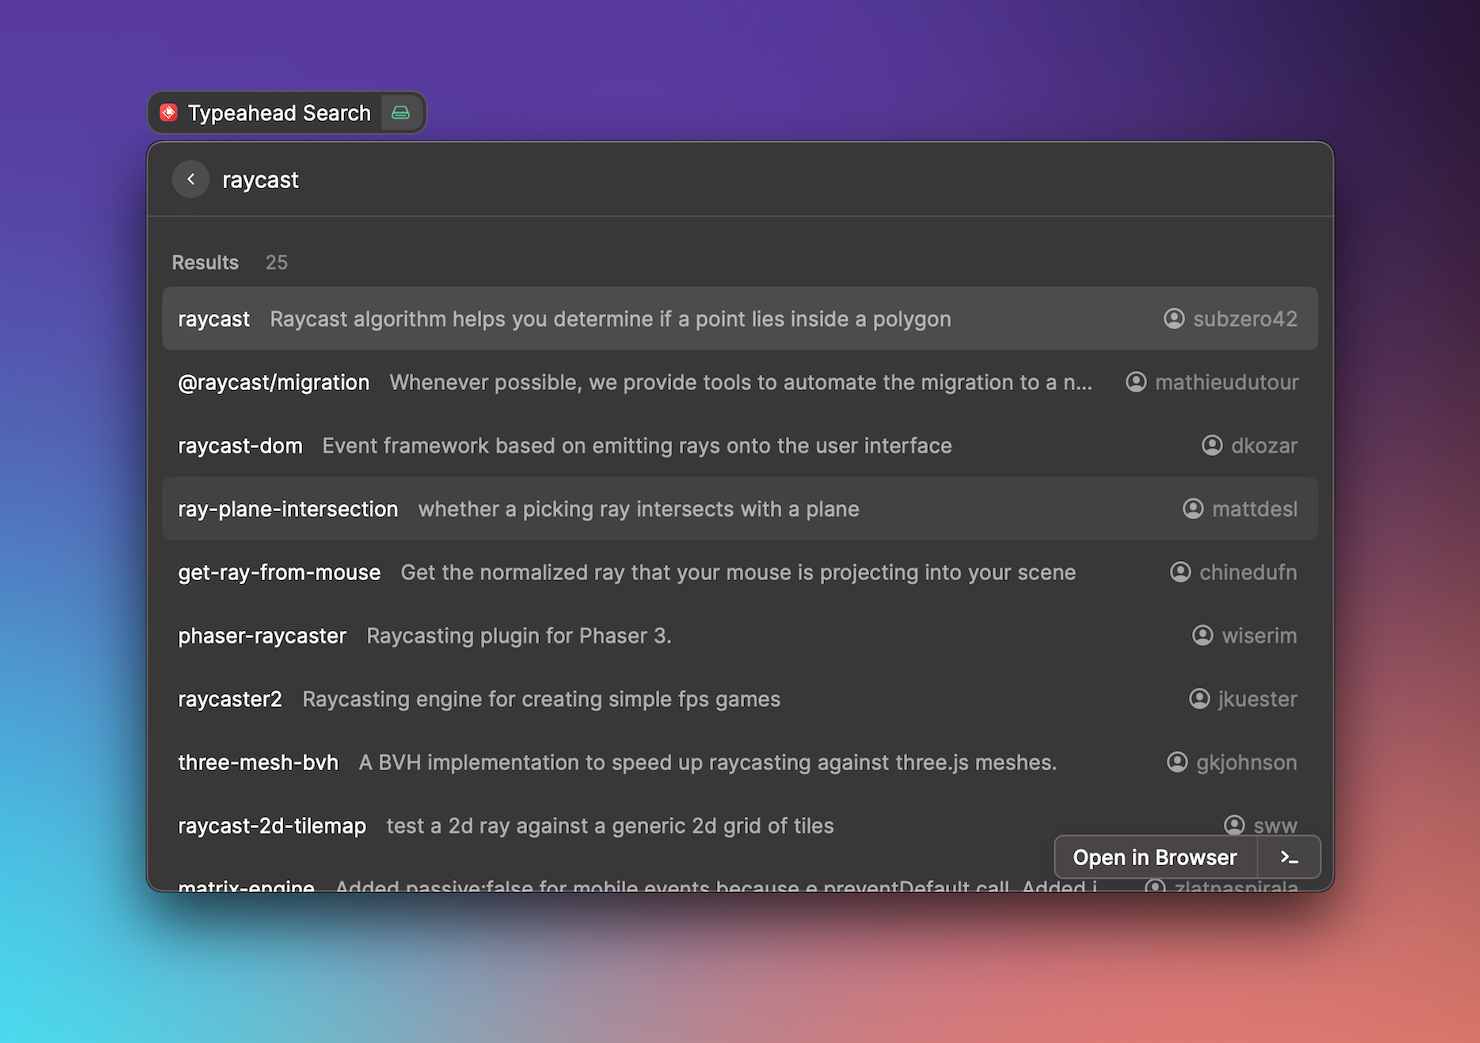 Typeahead Search
raycast
Results 25
raycast Raycast algorithm helps you determine if a point lies inside a polygon subzero42
@raycast/migration Whenever possible, we provide tools to automate the migration to a n... mathieudutour
raycast-dom Event framework based on emitting rays onto the user interface dkozar
ray-plane-intersection whether a picking ray intersects with a plane mattdesl
get-ray-from-mouse Get the normalized ray that your mouse is projecting into your scene chinedufn
phaser-raycaster Raycasting plugin for Phaser 3. wiserim
raycaster2 Raycasting engine for creating simple fps games jkuester
three-mesh-bvh A BVH implementation to speed up raycasting against three.js meshes. gkjohnson
raycast-2d-tilemap test a 2d ray against a generic 2d grid of tiles sww
Open in Browser >_
matrix-engine Added passive:false for mobile events because e.preventDefault call. Added i zlatnaspirala